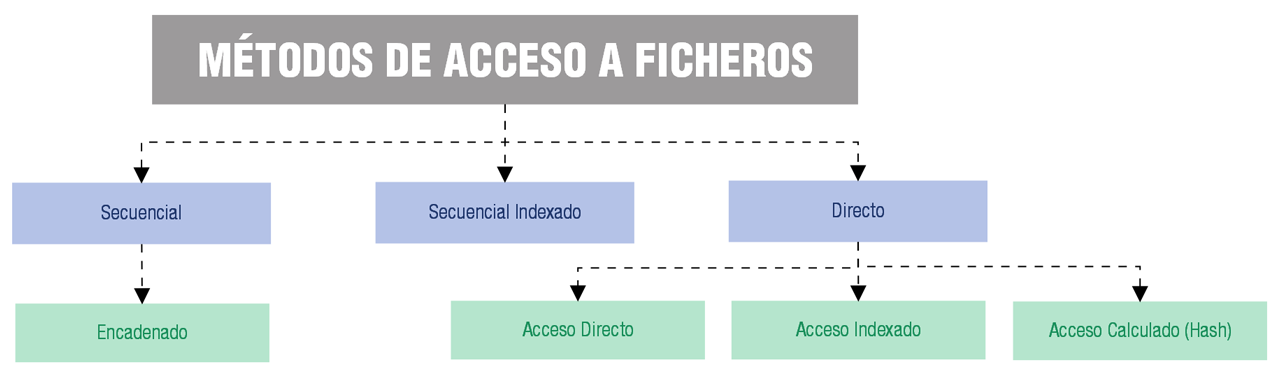 MÉTODOS DE ACCESO A FICHEROS
Secuencial
Secuencial Indexado
Directo
Encadenado
Acceso Directo
Acceso Indexado
Acceso Calculado (Hash)